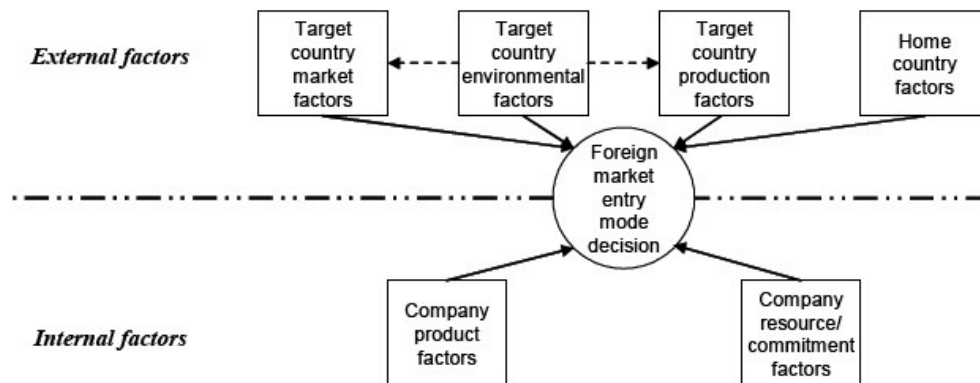 External factors
Target
country
market
factors
Target
country
environmental
factors
Target
country
production
factors
Home
country
factors
Foreign
market
entry
mode
decision
Internal factors
Company
product
factors
Company
resource/
commitment
factors